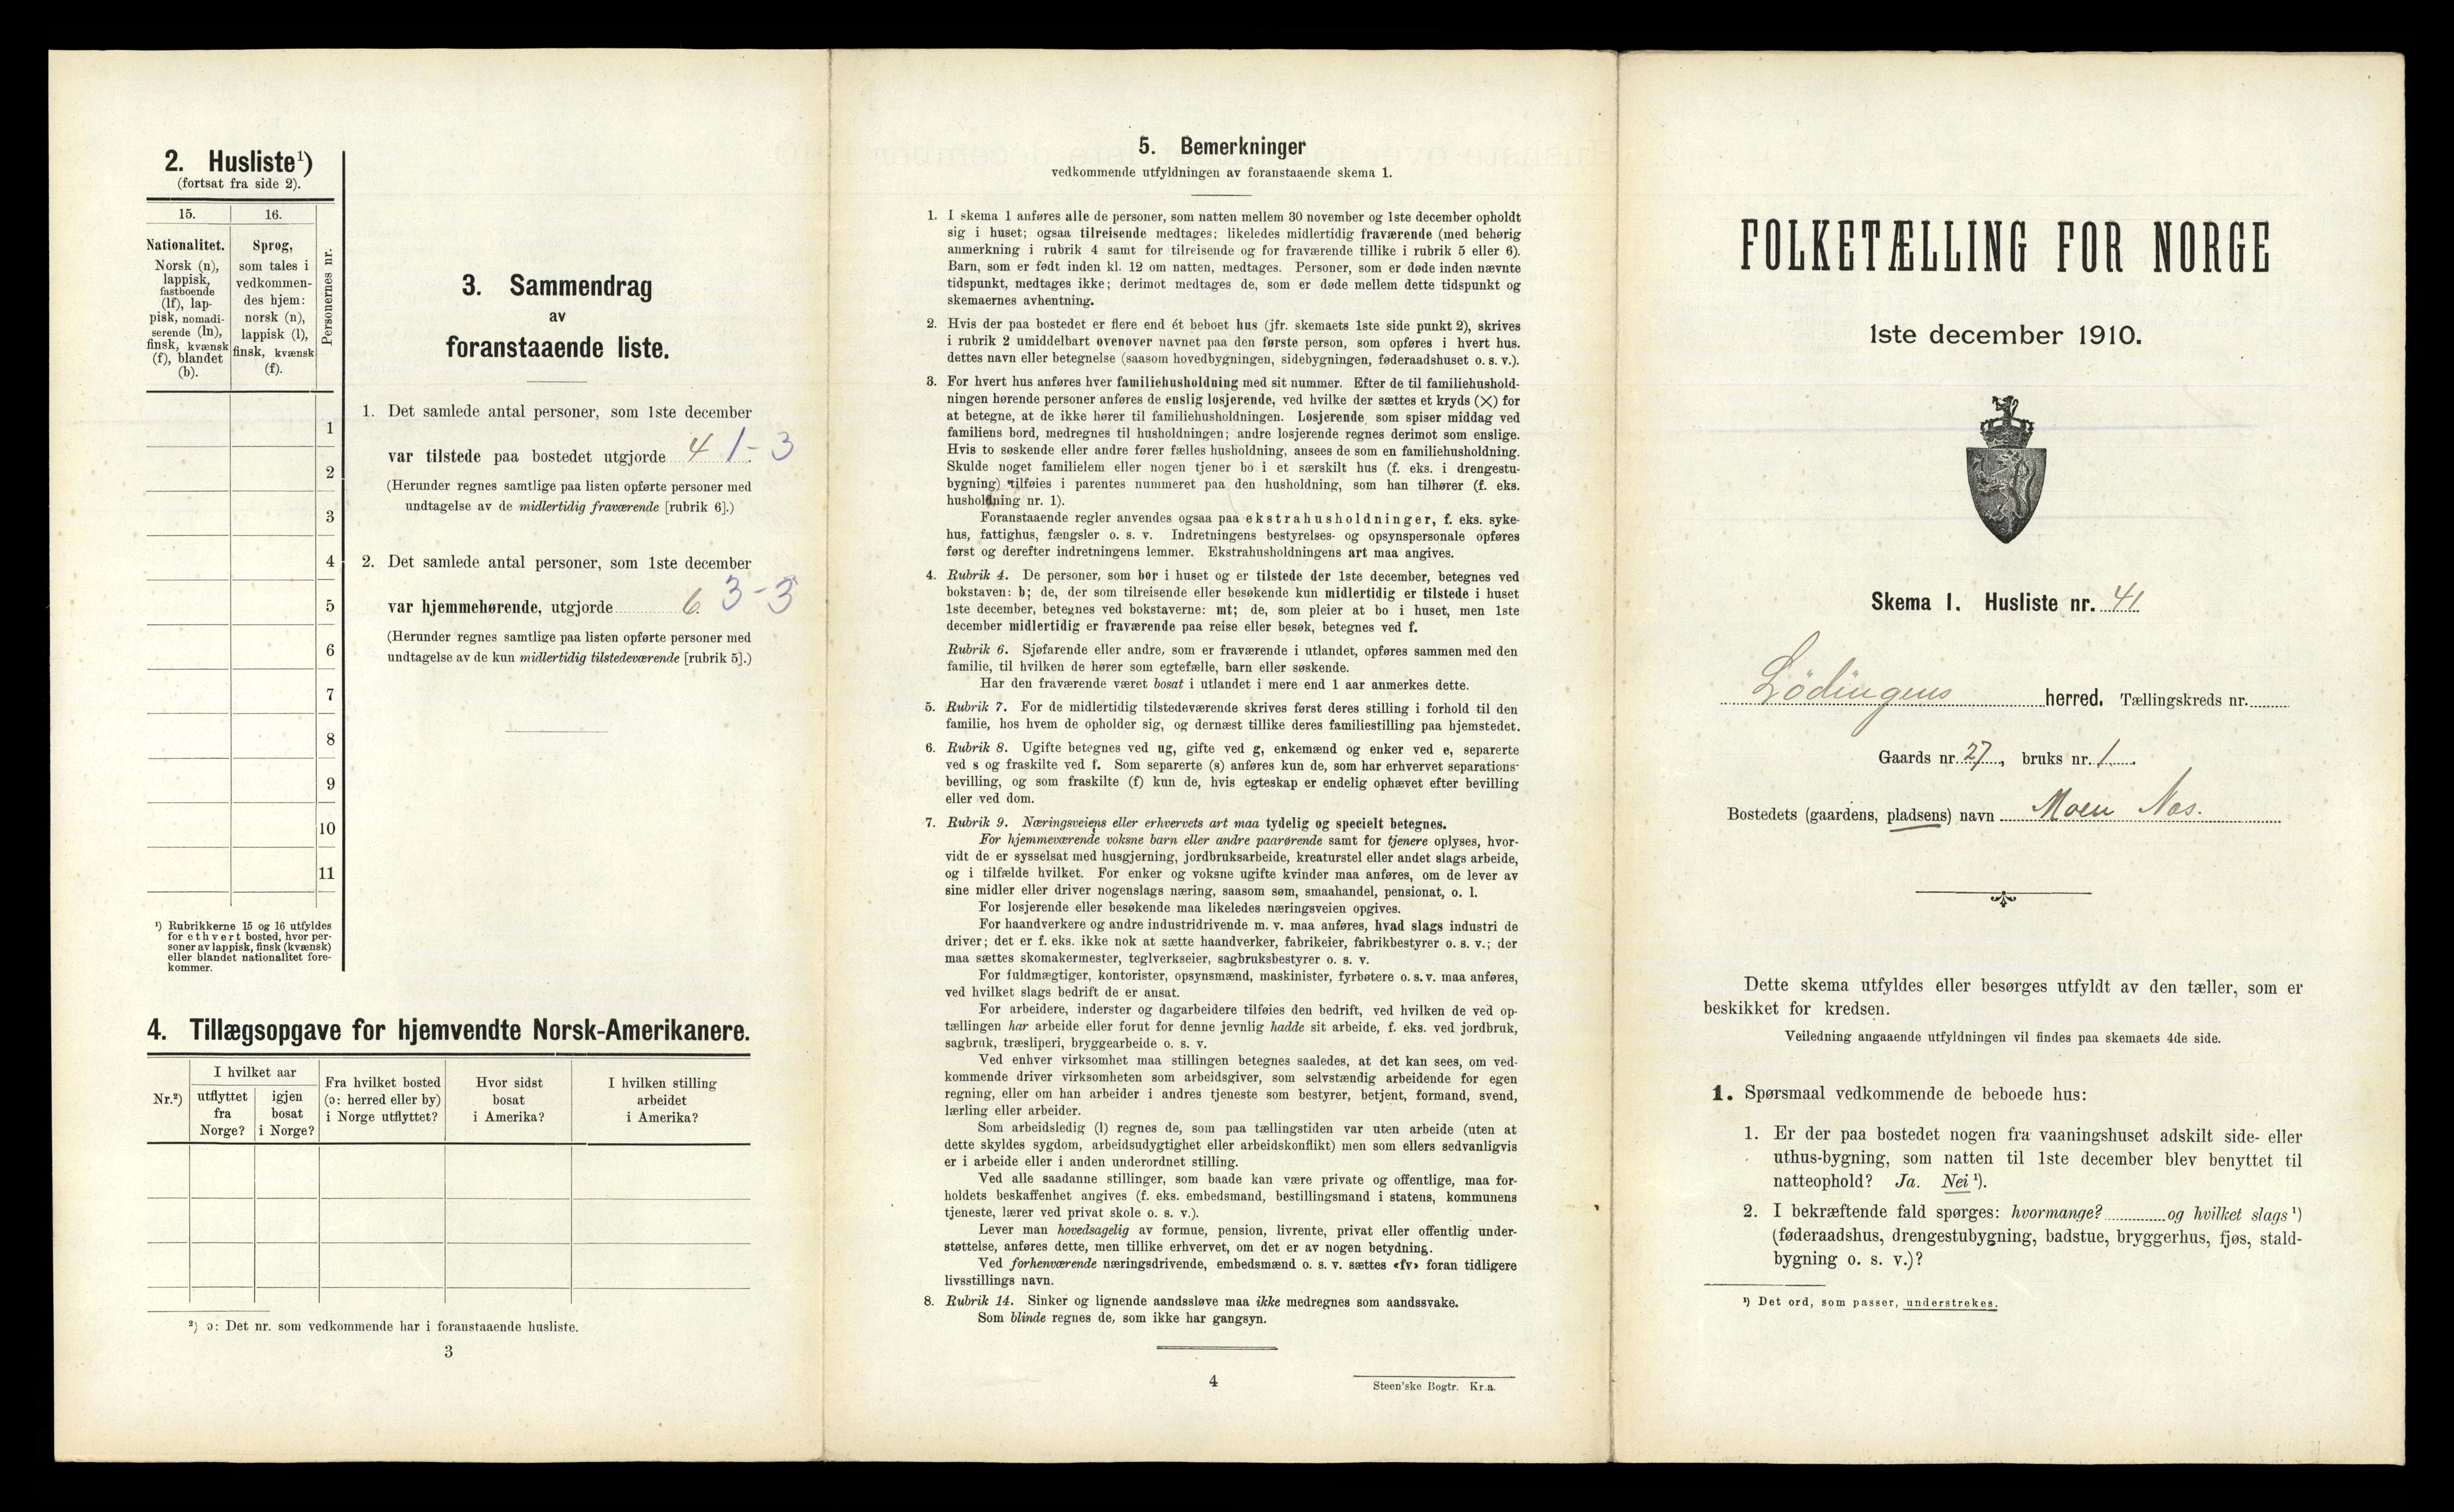 2. Husliste¹)
(fortsat fra side 2).
15.
16.
Personernes nr.
Nationalitet.
Norsk (n),
lappisk,
fastboende
(lf), lap-
pisk, nomadi-
serende (ln),
finsk, kvænsk
(f), blandet
(b).
Sprog,
som tales i
vedkommen-
des hjem:
norsk (n),
lappisk (l),
finsk, kvænsk
(f).
1
2
3
4
5
6
7
8
9
10
11
¹) Rubrikkerne 15 og 16 utfyldes
for ethvert bosted, hvor per-
soner av lappisk, finsk (kvænsk)
eller blandet nationalitet fore-
kommer.
3. Sammendrag
av
foranstaaende liste.
1. Det samlede antal personer, som 1ste december
var tilstede paa bostedet utgjorde 4 1-3
(Herunder regnes samtlige paa listen opførte personer med
undtagelse av de midlertidig fraværende [rubrik 6].)
2. Det samlede antal personer, som 1ste december
var hjemmehørende, utgjorde 6. 3-3
(Herunder regnes samtlige paa listen opførte personer med
undtagelse av de kun midlertidig tilstedeværende [rubrik 5].)
4. Tillægsopgave for hjemvendte Norsk-Amerikanere.
Nr.²)
I hvilket aar
utflyttet
fra
Norge?
igjen
bosat
i Norge?
Fra hvilket bosted
(ɔ: herred eller by)
i Norge utflyttet?
Hvor sidst
bosat
i Amerika?
I hvilken stilling
arbeidet
i Amerika?
²) ɔ: Det nr. som vedkommende har i foranstaaende husliste.
3
5. Bemerkninger
vedkommende utfyldningen av foranstaaende skema 1.
1. I skema 1 anføres alle de personer, som natten mellem 30 november og 1ste december opholdt
sig i huset; ogsaa tilreisende medtages; likeledes midlertidig fraværende (med behørig
anmerkning i rubrik 4 samt for tilreisende og for fraværende tillike i rubrik 5 eller 6).
Barn, som er født inden kl. 12 om natten, medtages. Personer, som er døde inden nævnte
tidspunkt, medtages ikke; derimot medtages de, som er døde mellem dette tidspunkt og
skemaernes avhentning.
2. Hvis der paa bostedet er flere end ét beboet hus (jfr. skemaets 1ste side punkt 2), skrives
i rubrik 2 umiddelbart ovenover navnet paa den første person, som opføres i hvert hus.
dettes navn eller betegnelse (saasom hovedbygningen, sidebygningen, føderaadshuset o. s. v.).
3. For hvert hus anføres hver familiehusholdning med sit nummer. Efter de til familiehushold-
ningen hørende personer anføres de enslig losjerende, ved hvilke der sættes et kryds (✕) for
at betegne, at de ikke hører til familiehusholdningen. Losjerende som spiser middag ved
familiens bord, medregnes til husholdningen; andre losjerende regnes derimot som enslige.
Hvis to søskende eller andre fører fælles husholdning, ansees de som en familiehusholdning.
Skulde noget familielem eller nogen tjener bo i et særskilt hus (f. eks. i drengestu-
bygning) tilføies i parentes nummeret paa den husholdning, som han tilhører (f. eks.
husholdning nr. 1).
Foranstaaende regler anvendes ogsaa paa ekstrahusholdninger, f. eks. syke-
hus, fattighus, fængsler o. s. v. Indretningens bestyrelses- og opsynspersonale opføres
først og derefter indretningens lemmer. Ekstrahusholdningens art maa angives.
4. Rubrik 4. De personer, som bor i huset og er tilstede der 1ste december, betegnes ved
bokstaven: b; de, der som tilreisende eller besøkende kun midlertidig er tilstede i huset
1ste december, betegnes ved bokstaverne: mt; de, som pleier at bo i huset, men 1ste
december midlertidig er fraværende paa reise eller besøk, betegnes ved f.
Rubrik 6. Sjøfarende eller andre, som er fraværende i utlandet, opføres sammen med den
familie, til hvilken de hører som egtefælle, barn eller søskende.
Har den fraværende været bosat i utlandet i mere end 1 aar anmerkes dette.
5. Rubrik 7. For de midlertidig tilstedeværende skrives først deres stilling i forhold til den
familie, hos hvem de opholder sig, og dernæst tillike deres familiestilling paa hjemstedet.
6. Rubrik 8. Ugifte betegnes ved ug, gifte ved g, enkemænd og enker ved e, separerte
ved s og fraskilte ved f. Som separerte (s) anføres kun de, som har erhvervet separations-
bevilling, og som fraskilte (f) kun de, hvis egteskap er endelig ophævet efter bevilling
eller ved dom.
7. Rubrik 9. Næringsveiens eller erhvervets art maa tydelig og specielt betegnes.
For hjemmeværende voksne barn eller andre paarørende samt for tjenere oplyses, hvor-
vidt de er sysselsat med husgjerning, jordbruksarbeide, kreaturstel eller andet slags arbeide,
og i tilfælde hvilket. For enker og voksne ugifte kvinder maa anføres, om de lever av
sine midler eller driver nogenslags næring, saasom søm, smaahandel, pensionat, o. l.
For losjerende eller besøkende maa likeledes næringsveien opgives.
For haandverkere og andre industridrivende m. v. maa anføres, hvad slags industri de
driver; det er f. eks. ikke nok at sætte haandverker, fabrikeier, fabrikbestyrer o. s. v.; der
maa sættes skomakermester, teglverkseier, sagbruksbestyrer o. s. v.
For fuldmægtiger, kontorister, opsynsmænd, maskinister, fyrbøtere o. s. v. maa anføres,
ved hvilket slags bedrift de er ansat.
For arbeidere, inderster og dagarbeidere tilføies den bedrift, ved hvilken de ved op-
tællingen har arbeide eller forut for denne jevnlig hadde sit arbeide, f. eks. ved jordbruk,
sagbruk, træsliperi, bryggearbeide o. s. v.
Ved enhver virksomhet maa stillingen betegnes saaledes, at det kan sees, om ved-
kommende driver virksomheten som arbeidsgiver, som selvstændig arbeidende for egen
regning, eller om han arbeider i andres tjeneste som bestyrer, betjent, formand, svend,
lærling eller arbeider.
Som arbeidsledig (l) regnes de, som paa tællingstiden var uten arbeide (uten at
dette skyldes sygdom, arbeidsudygtighet eller arbeidskonflikt) men som ellers sedvanligvis
er i arbeide eller i anden underordnet stilling.
Ved alle saadanne stillinger, som baade kan være private og offentlige, maa for-
holdets beskaffenhet angives (f. eks. embedsmand, bestillingsmand i statens, kommunens
tjeneste, lærer ved privat skole o. s. v.).
Lever man hovedsagelig av formue, pension, livrente, privat eller offentlig under-
støttelse, anføres dette, men tillike erhvervet, om det er av nogen betydning.
Ved forhenværende næringsdrivende, embedsmænd o. s. v. sættes «fv» foran tidligere
livsstillings navn.
8. Rubrik 14. Sinker og lignende aandssløve maa ikke medregnes som aandssvake.
Som blinde regnes de, som ikke har gangsyn.
4
Steen'ske Bogtr. Kr.a.
FOLKETÆLLING FOR NORGE
1ste december 1910.
Skema I. Husliste nr. 41
Lödingens herred. Tællingskreds nr.
Gaards nr. 27, bruks nr. 1.
Bostedets (gaardens, pladsens) navn Moen Nes.
Dette skema utfyldes eller besørges utfyldt av den tæller, som er
beskikket for kredsen.
Veiledning angaaende utfyldningen vil findes paa skemaets 4de side.
1. Spørsmaal vedkommende de beboede hus:
1. Er der paa bostedet nogen fra vaaningshuset adskilt side- eller
uthus-bygning, som natten til 1ste december blev benyttet til
natteophold? Ja. Nei ¹).
2. I bekræftende fald spørges: hvormange? og hvilket slags ¹)
(føderaadshus, drengestubygning, badstue, bryggerhus, fjøs, stald-
bygning o. s. v.)?
¹) Det ord, som passer, understrekes.